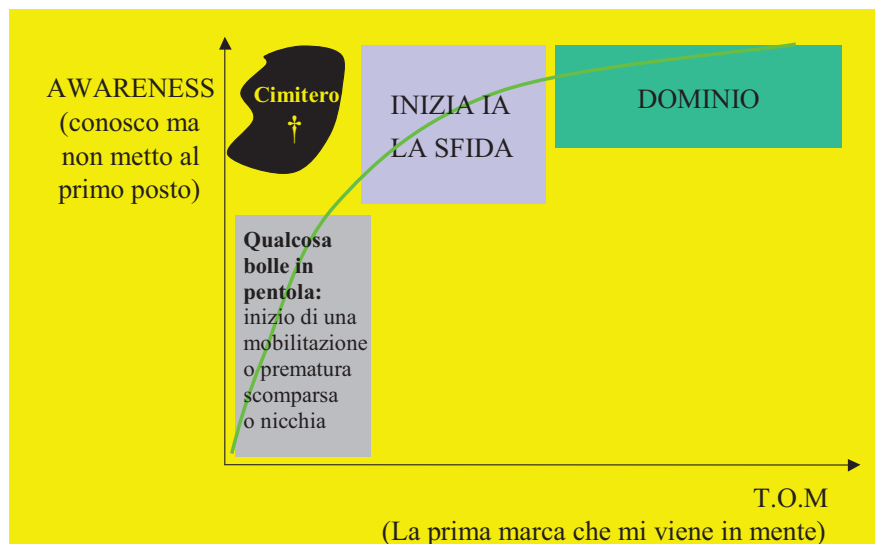 AWARENESS
(conosco ma
non metto al
primo posto)
Cimitero
†
INIZIA IA
LA SFIDA
DOMINIO
Qualcosa
bolle in
pentola:
inizio di una
mobilitazione
o prematura
scomparsa
o nicchia
T.O.M
(La prima marca che mi viene in mente)